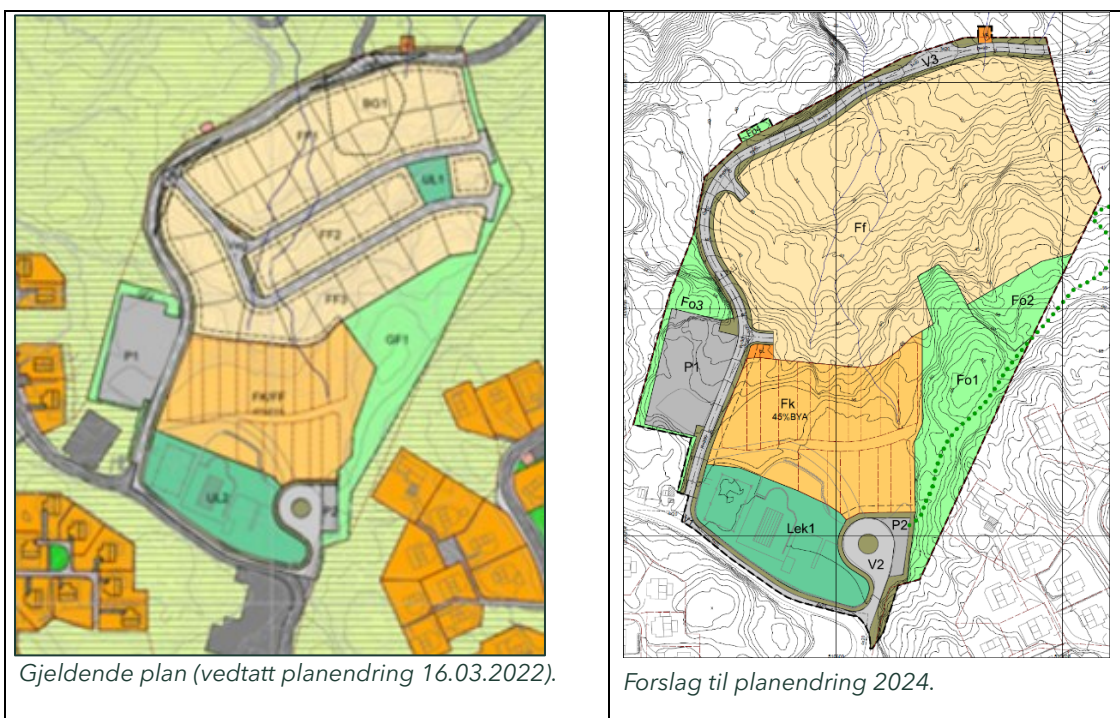 BG1
FF1
UL1
FF2
FF3
GF1
P1
FK/FF
UL2
P2
Gjeldende plan (vedtatt planendring 16.03.2022).
V3
Ff
Fo3
Fo2
P1
Fo1
Fk
45%BYA
Lek1
P2
V2
Forslag til planendring 2024.